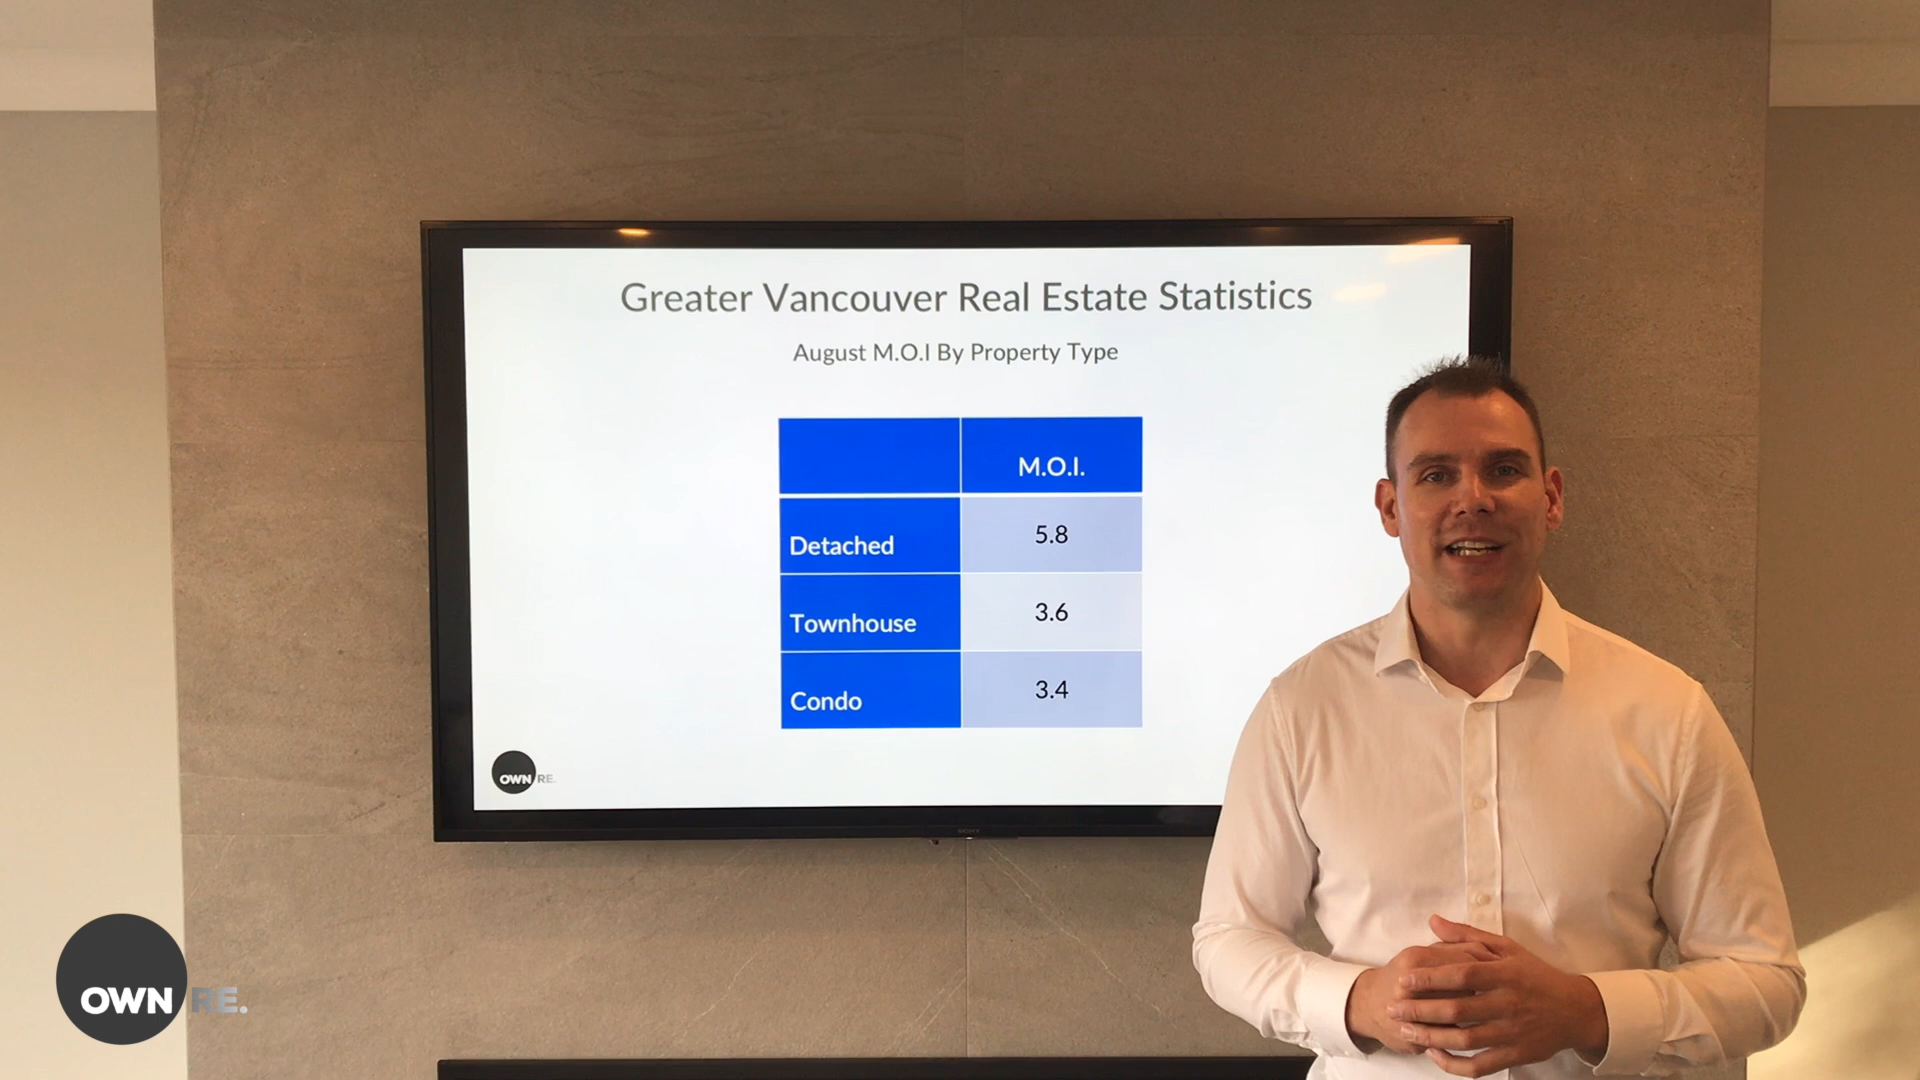 Greater Vancouver Real Estate Statistics
August M.O.I By Property Type
M.O.I.
Detached
5.8
Townhouse
3.6
Condo
3.4
OWN RE.
SONY
OWN RE.